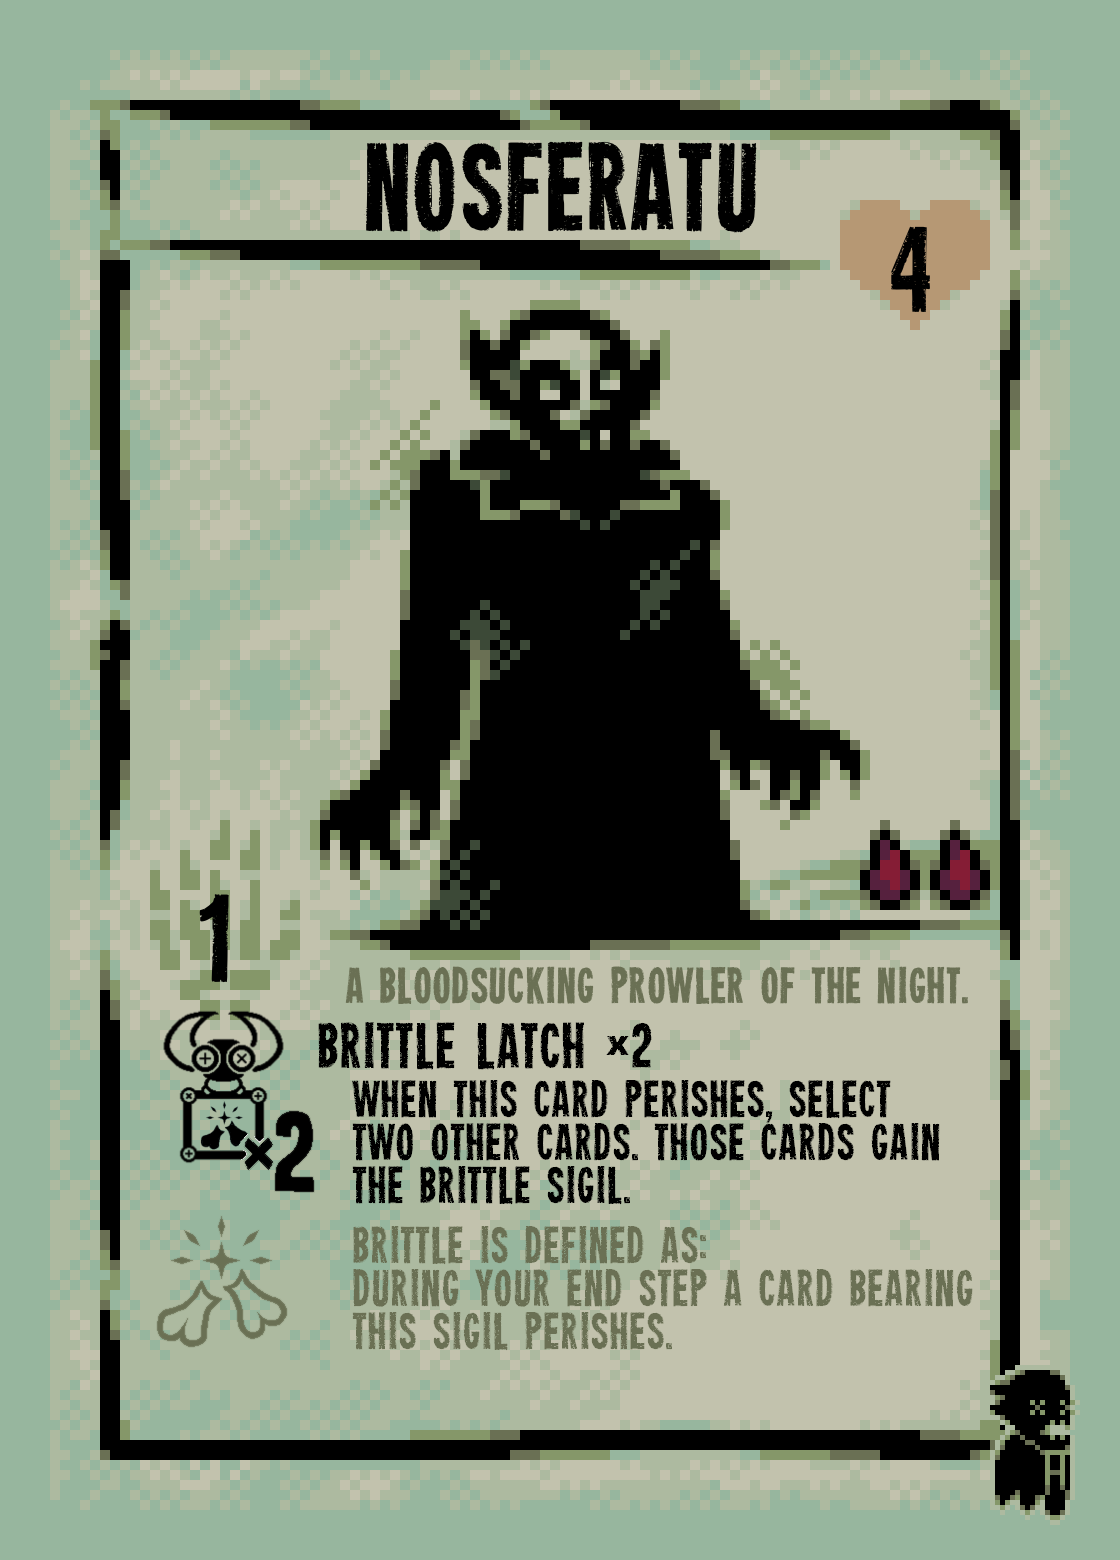 NOSFERATU
4
1
A BLOODSUCKING PROWLER OF THE NIGHT.
BRITTLE LATCH ×2
WHEN THIS CARD PERISHES, SELECT
TWO OTHER CARDS. THOSE CARDS GAIN
THE BRITTLE SIGIL.
×2
BRITTLE IS DEFINED AS:
DURING YOUR END STEP A CARD BEARING
THIS SIGIL PERISHES.